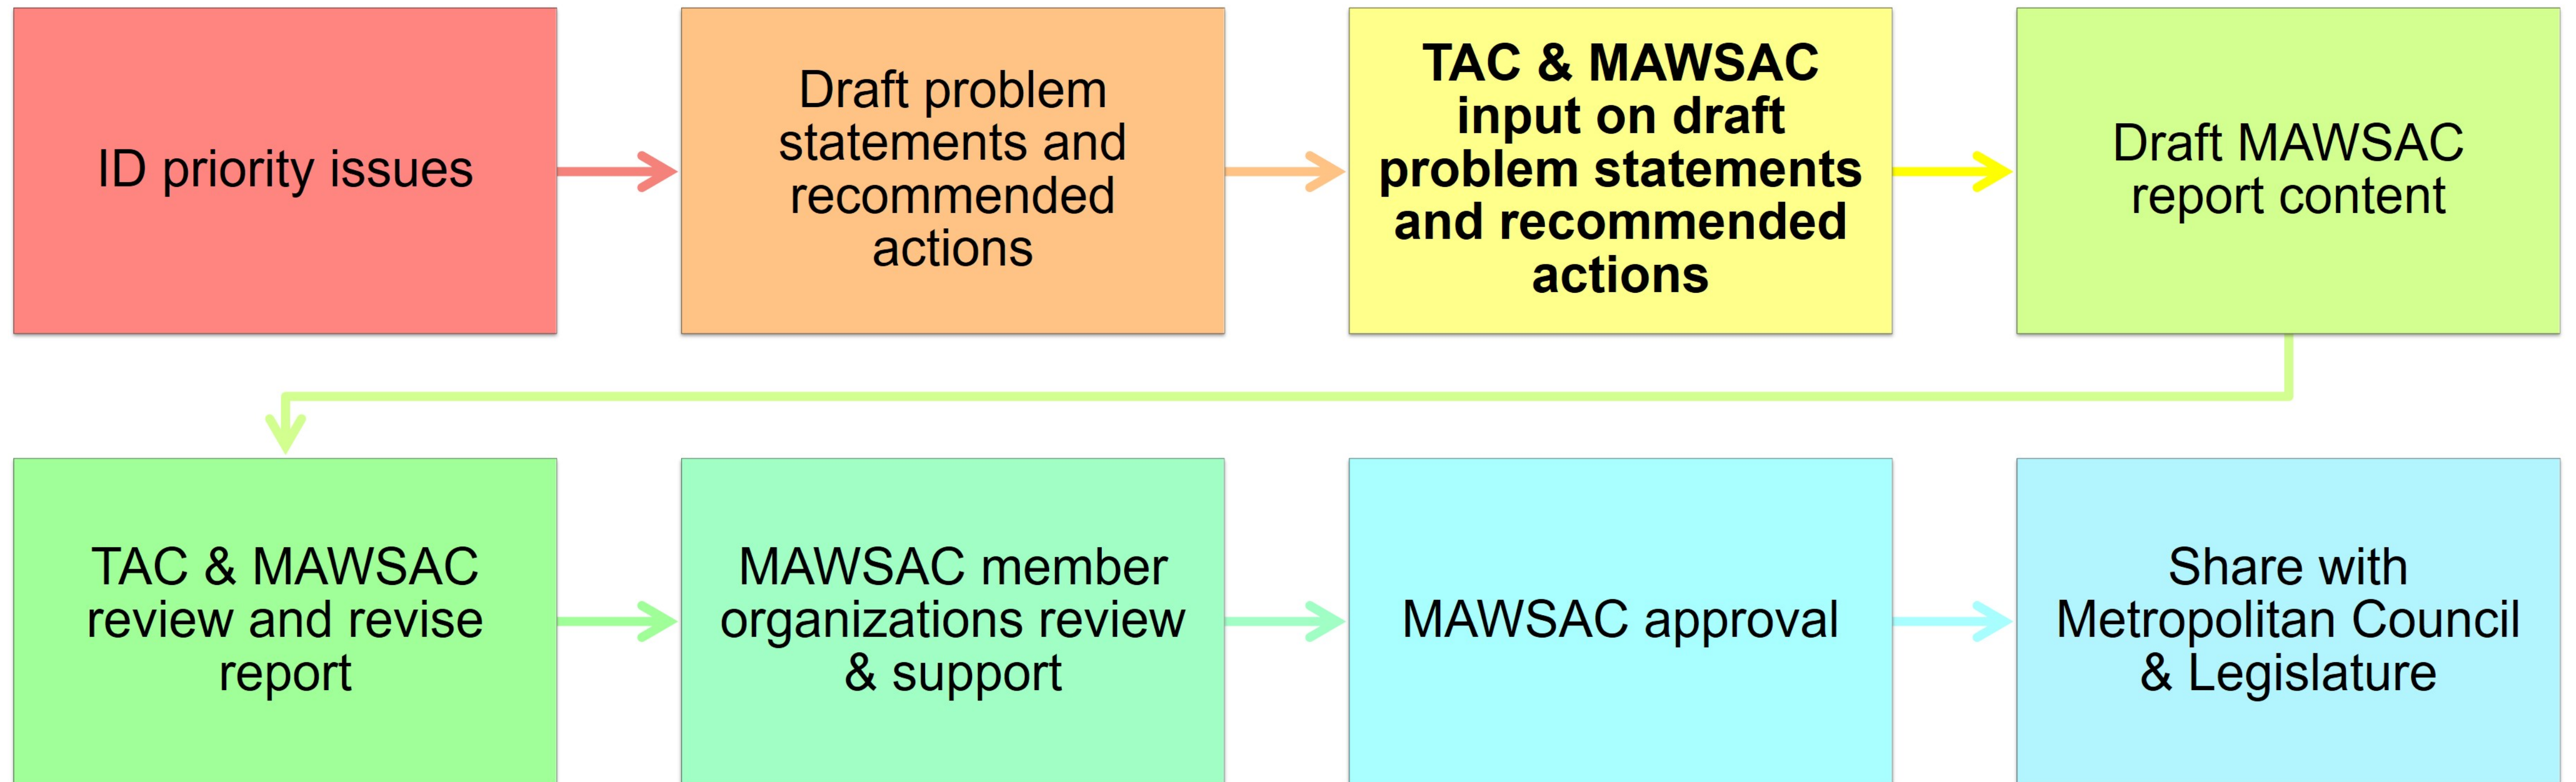 ID priority issues
Draft problem
statements and
recommended
actions
TAC & MAWSAC
input on draft
problem statements
and recommended
actions
Draft MAWSAC
report content
TAC & MAWSAC
review and revise
report
MAWSAC member
organizations review
& support
MAWSAC approval
Share with
Metropolitan Council
& Legislature